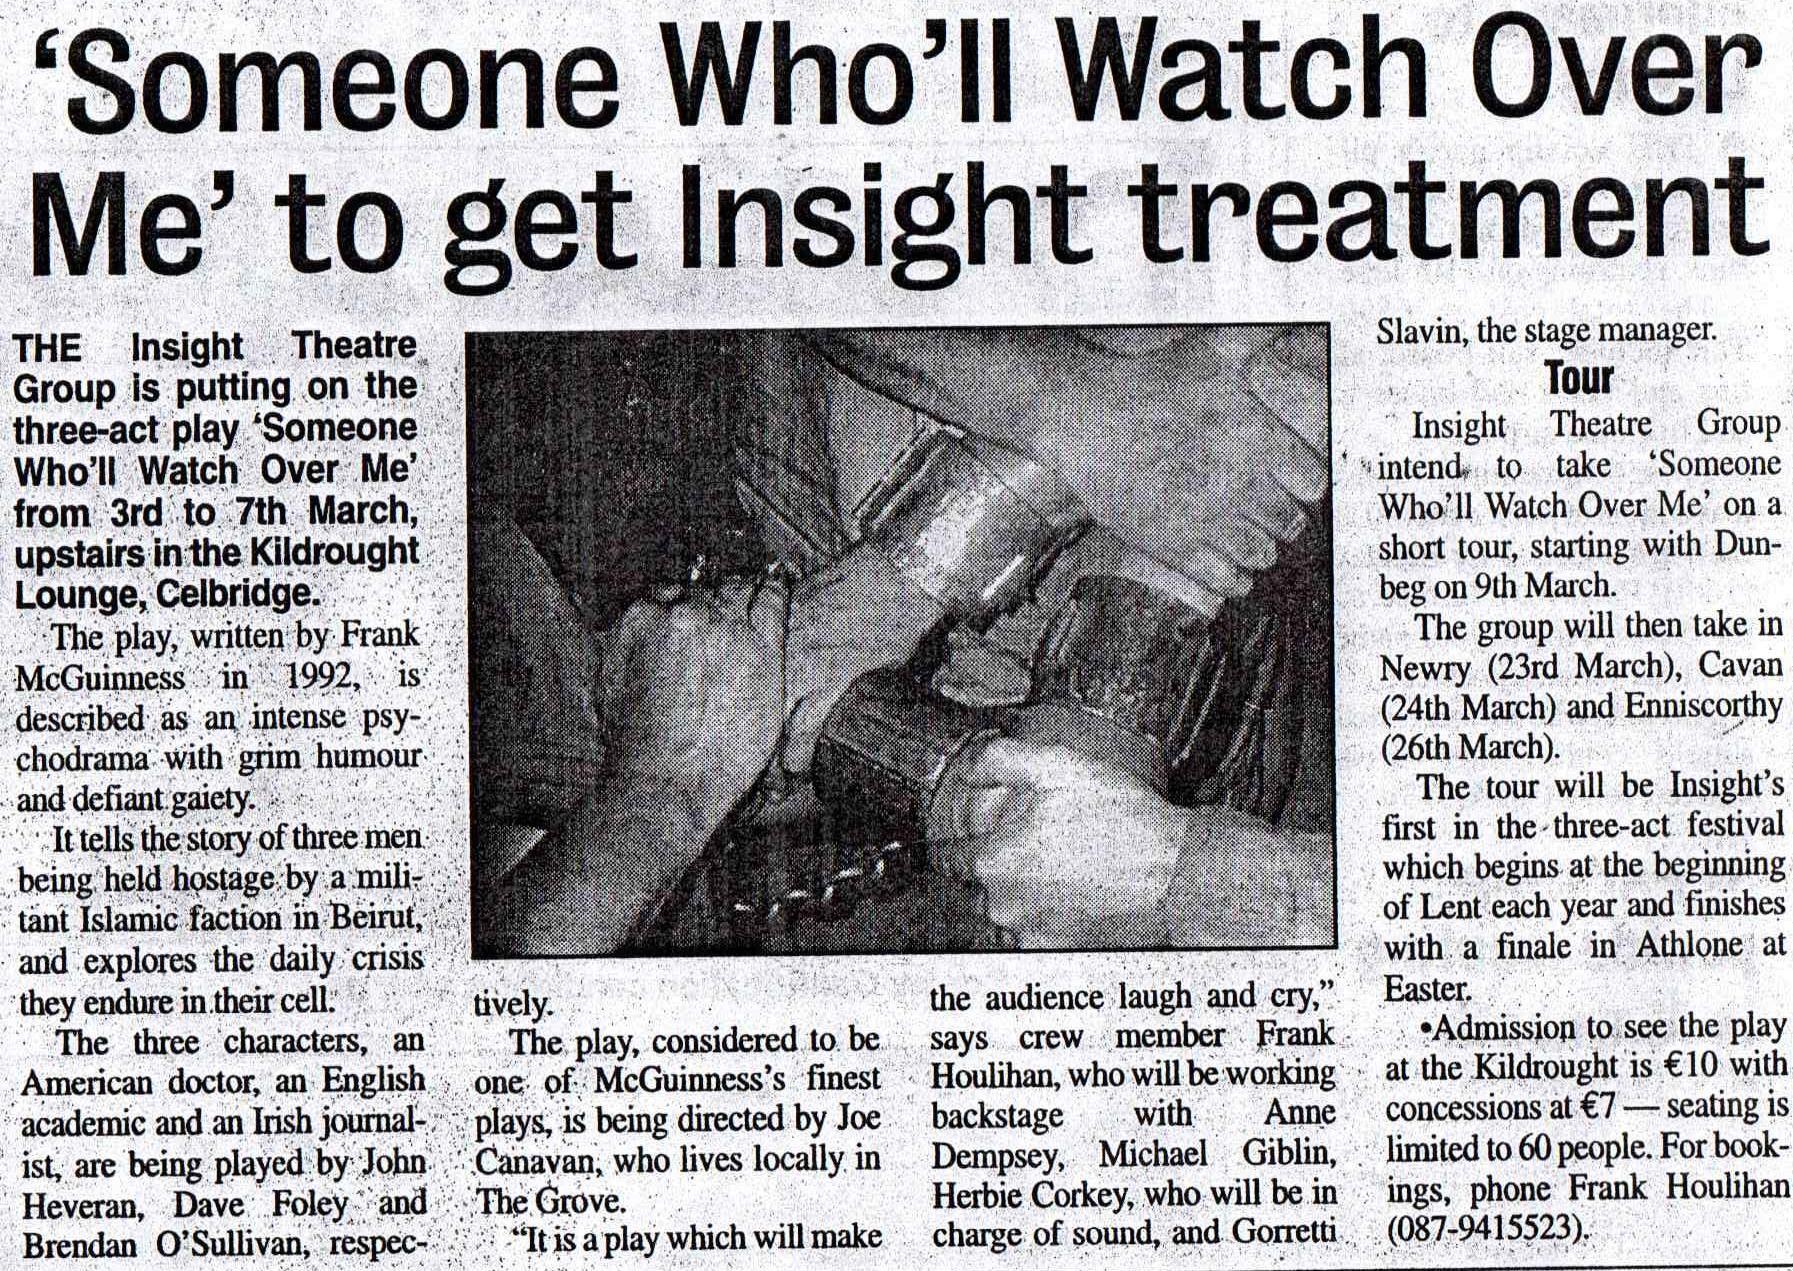 ‘Someone Who’ll Watch Over
Me’ to get Insight treatment
THE Insight Theatre
Group is putting on the
three-act play ‘Someone
Who’ll Watch Over Me’
from 3rd to 7th March,
upstairs in the Kildrought
Lounge, Celbridge.
The play, written by Frank
McGuinness in 1992, is
described as an intense psy-
chodrama with grim humour
and defiant gaiety.
It tells the story of three men
being held hostage by a mili-
tant Islamic faction in Beirut,
and explores the daily crisis
they endure in their cell.
The three characters, an
American doctor, an English
academic and an Irish journal-
ist, are being played by John
Heveran, Dave Foley and
Brendan O’Sullivan, respec-
tively.
The play, considered to be
one of McGuinness’s finest
plays, is being directed by Joe
Canavan, who lives locally in
The Grove.
“It is a play which will make
the audience laugh and cry,”
says crew member Frank
Houlihan, who will be working
backstage with Anne
Dempsey, Michael Giblin,
Herbie Corkey, who will be in
charge of sound, and Gorretti
Slavin, the stage manager.
Tour
Insight Theatre Group
intend to take ‘Someone
Who’ll Watch Over Me’ on a
short tour, starting with Dun-
beg on 9th March.
The group will then take in
Newry (23rd March), Cavan
(24th March) and Enniscorthy
(26th March).
The tour will be Insight’s
first in the three-act festival
which begins at the beginning
of Lent each year and finishes
with a finale in Athlone at
Easter.
•Admission to see the play
at the Kildrought is €10 with
concessions at €7 — seating is
limited to 60 people. For book-
ings, phone Frank Houlihan
(087-9415523).